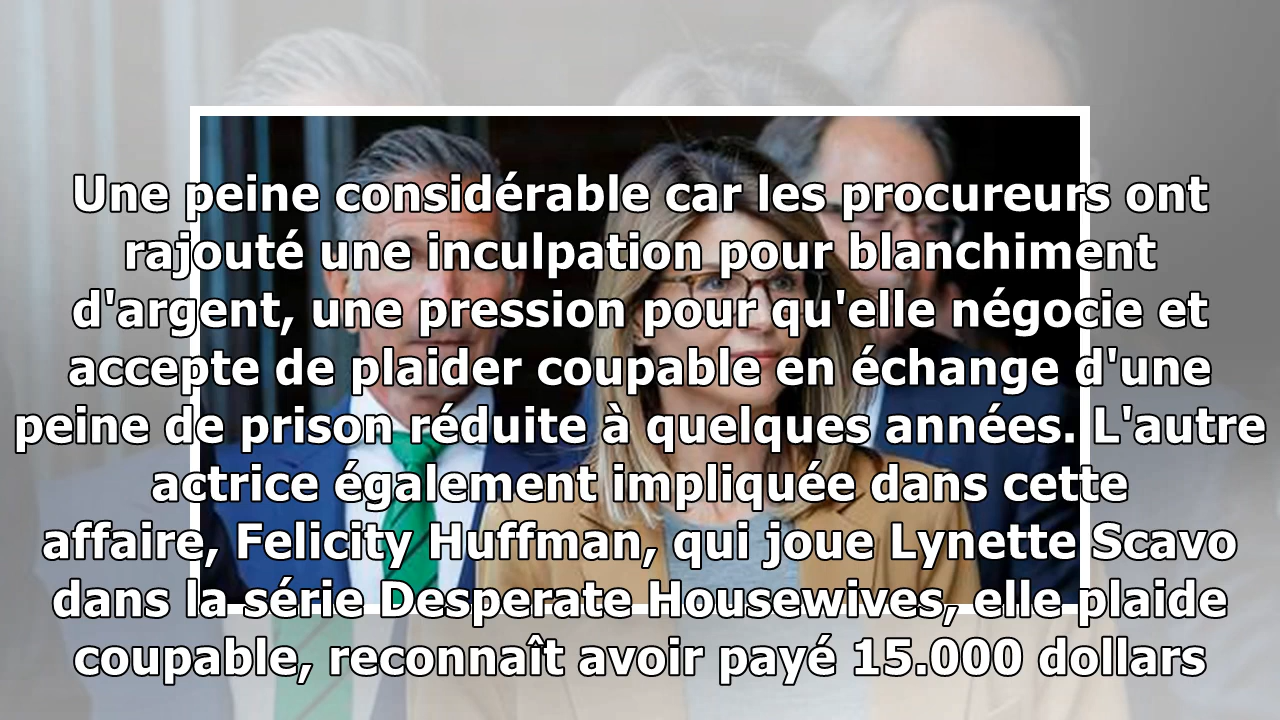 Une peine considérable car les procureurs ont
rajouté une inculpation pour blanchiment
d'argent, une pression pour qu'elle négocie et
accepte de plaider coupable en échange d'une
peine de prison réduite à quelques années. L'autre
actrice également impliquée dans cette
affaire, Felicity Huffman, qui joue Lynette Scavo
dans la série Desperate Housewives, elle plaide
coupable, reconnaît avoir payé 15.000 dollars